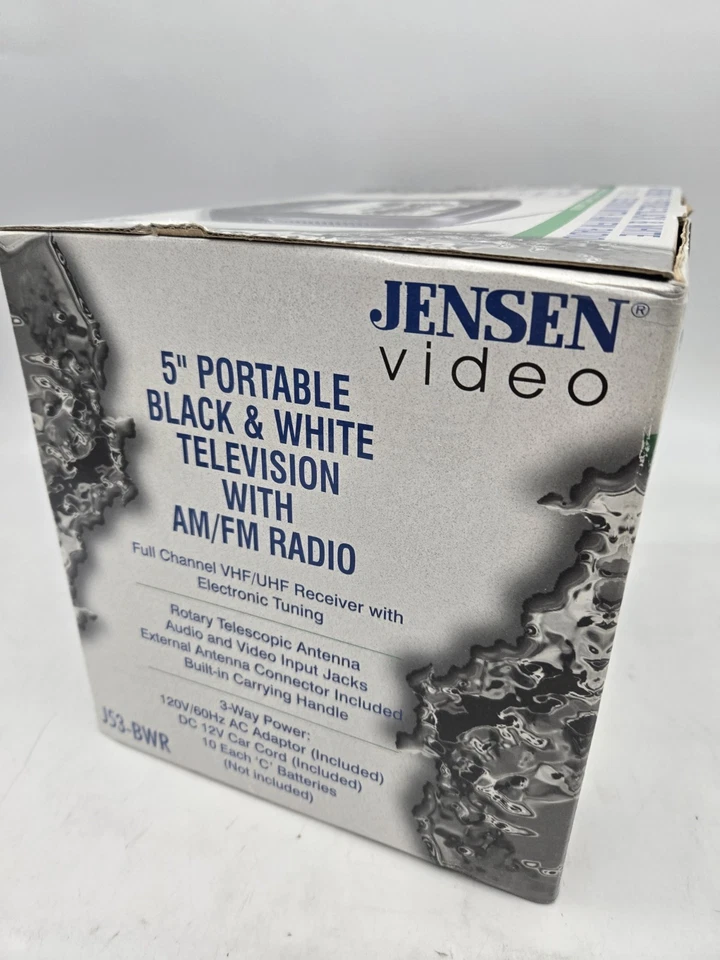 JENSEN®
video
5" PORTABLE
BLACK & WHITE
TELEVISION
WITH
AM/FM RADIO
Full Channel VHF/UHF Receiver with
Electronic Tuning
Rotary Telescopic Antenna
Audio and Video Input Jacks
External Antenna Connector Included
Built-in Carrying Handle
3-Way Power:
120V/60Hz AC Adaptor (Included)
DC 12V Car Cord (Included)
10 Each 'C' Batteries
(Not included)
J53-BWR